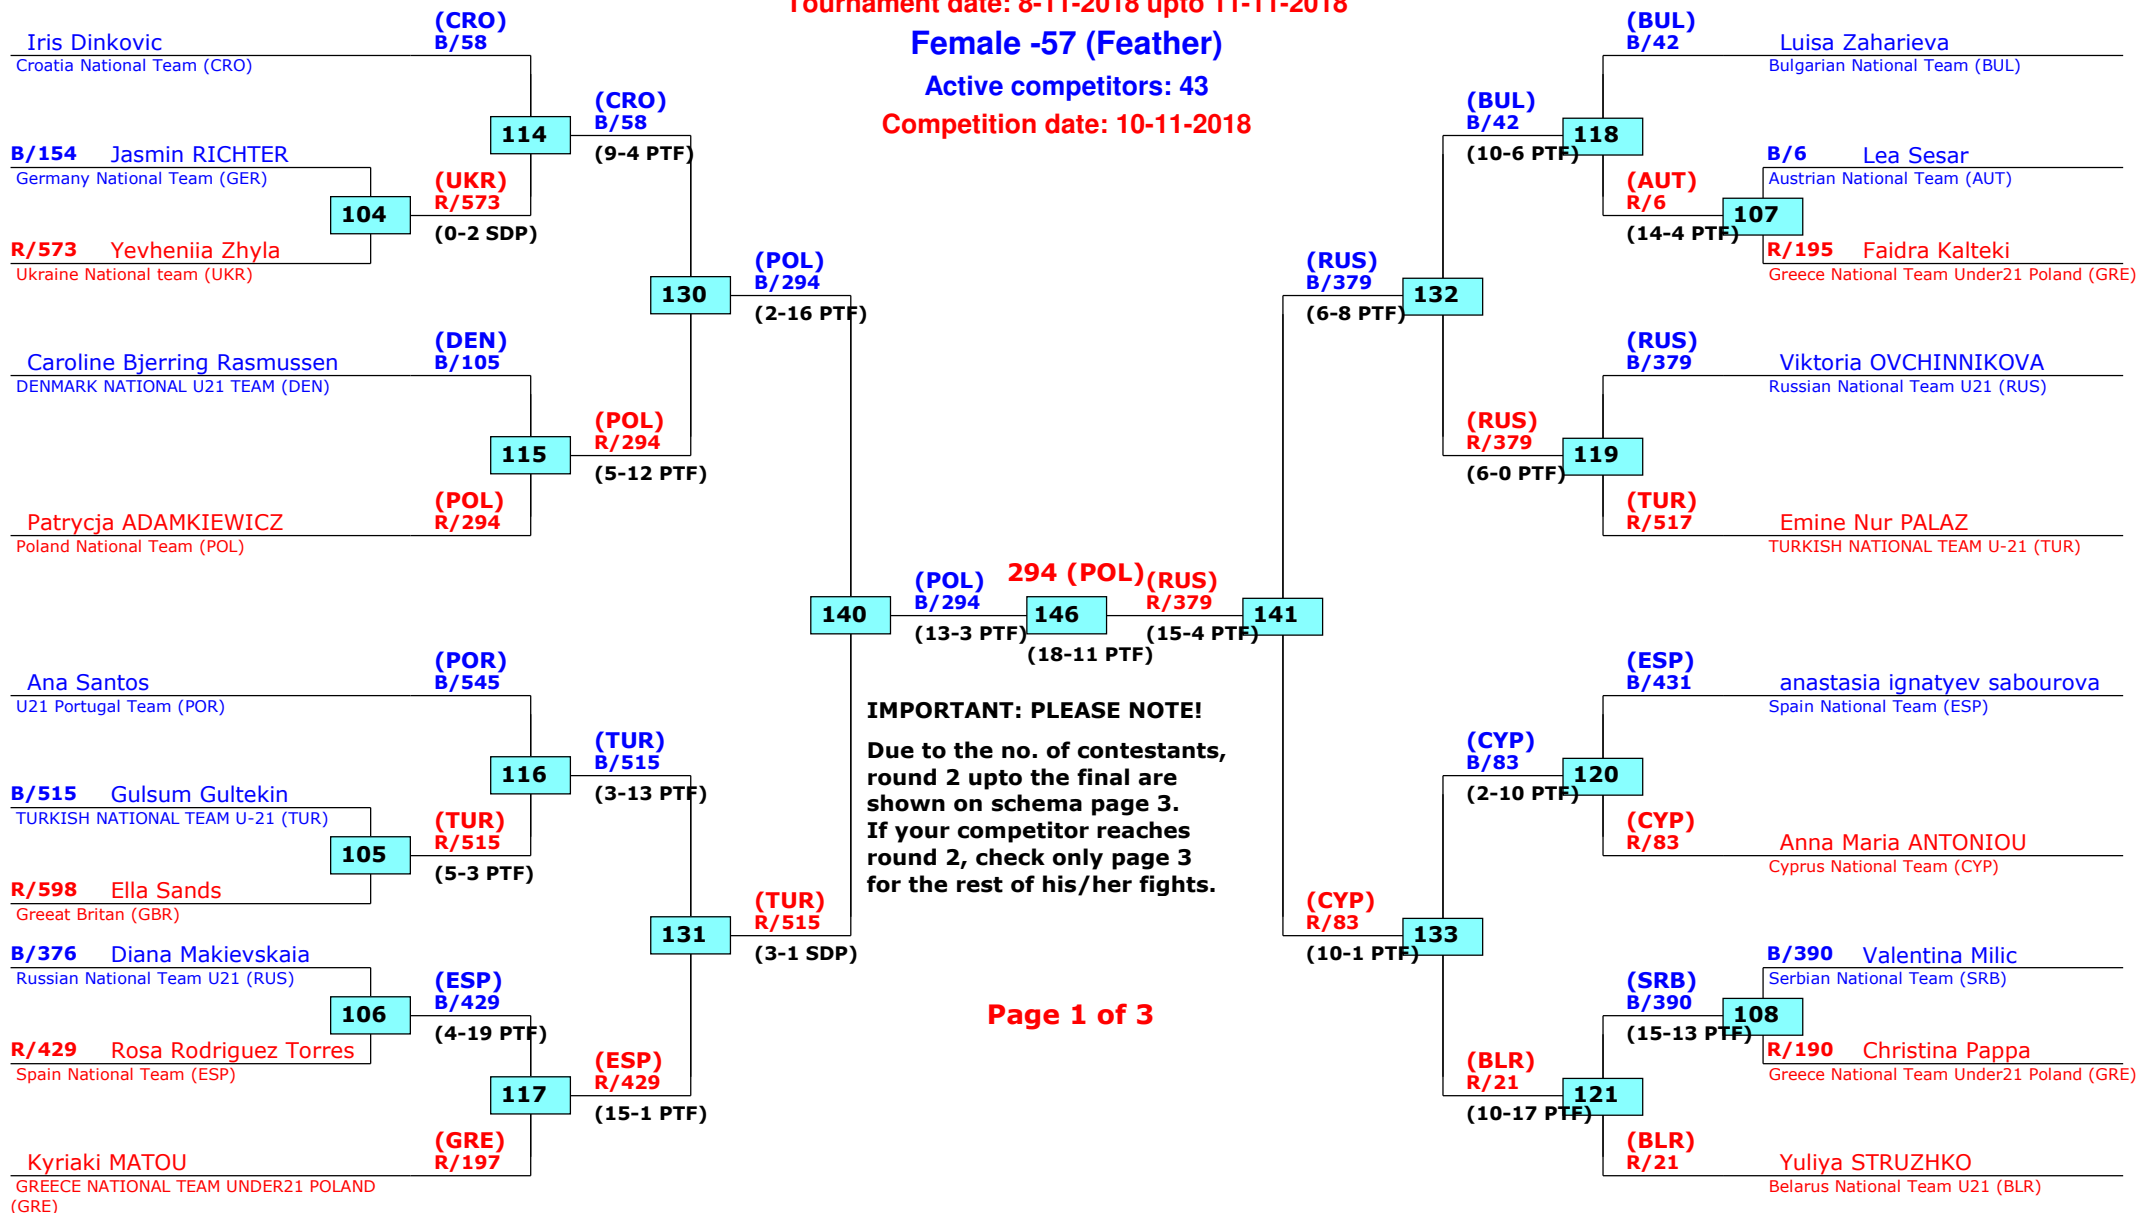 Tournament date: 8-11-2018 upto 11-11-2018
Female -57 (Feather)
Active competitors: 43
Competition date: 10-11-2018
Iris Dinkovic
Croatia National Team (CRO)
(CRO)
B/58
B/154 Jasmin RICHTER
Germany National Team (GER)
104
R/573 Yevheniia Zhyla
Ukraine National team (UKR)
(UKR)
R/573
(0-2 SDP)
114
(CRO)
B/58
(9-4 PTF)
Caroline Bjerring Rasmussen
DENMARK NATIONAL U21 TEAM (DEN)
(DEN)
B/105
115
(POL)
R/294
(5-12 PTF)
Patrycja ADAMKIEWICZ
Poland National Team (POL)
(POL)
R/294
130
(POL)
B/294
(2-16 PTF)
Ana Santos
U21 Portugal Team (POR)
(POR)
B/545
B/515 Gulsum Gultekin
TURKISH NATIONAL TEAM U-21 (TUR)
105
R/598 Ella Sands
Greeat Britan (GBR)
(TUR)
R/515
(5-3 PTF)
116
(TUR)
B/515
(3-13 PTF)
B/376 Diana Makievskaia
Russian National Team U21 (RUS)
106
R/429 Rosa Rodriguez Torres
Spain National Team (ESP)
(ESP)
B/429
(4-19 PTF)
117
(ESP)
R/429
(15-1 PTF)
Kyriaki MATOU
GREECE NATIONAL TEAM UNDER21 POLAND
(GRE)
(GRE)
R/197
131
(TUR)
R/515
(3-1 SDP)
140
(POL)
B/294
(13-3 PTF)
294 (POL)
146
(18-11 PTF)
(RUS)
R/379
(15-4 PTF)
141
IMPORTANT: PLEASE NOTE!
Due to the no. of contestants,
round 2 upto the final are
shown on schema page 3.
If your competitor reaches
round 2, check only page 3
for the rest of his/her fights.
Page 1 of 3
(BUL)
B/42
Luisa Zaharieva
Bulgarian National Team (BUL)
(BUL)
B/42
(10-6 PTF)
118
B/6 Lea Sesar
Austrian National Team (AUT)
(AUT)
R/6
(14-4 PTF)
107
R/195 Faidra Kalteki
Greece National Team Under21 Poland (GRE)
(RUS)
B/379
(6-8 PTF)
132
(RUS)
B/379
Viktoria OVCHINNIKOVA
Russian National Team U21 (RUS)
(RUS)
R/379
(6-0 PTF)
119
(TUR)
R/517
Emine Nur PALAZ
TURKISH NATIONAL TEAM U-21 (TUR)
(ESP)
B/431
anastasia ignatyev sabourova
Spain National Team (ESP)
(CYP)
B/83
(2-10 PTF)
120
(CYP)
R/83
Anna Maria ANTONIOU
Cyprus National Team (CYP)
(CYP)
R/83
(10-1 PTF)
133
B/390 Valentina Milic
Serbian National Team (SRB)
(SRB)
B/390
(15-13 PTF)
108
R/190 Christina Pappa
Greece National Team Under21 Poland (GRE)
(BLR)
R/21
(10-17 PTF)
121
(BLR)
R/21
Yuliya STRUZHKO
Belarus National Team U21 (BLR)